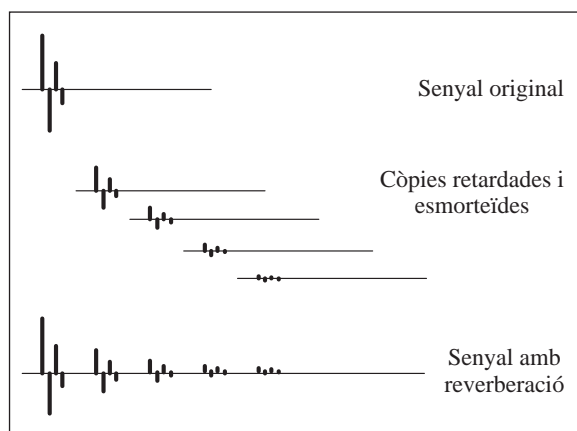 Senyal original
Còpies retardades i
esmorteïdes
Senyal amb
reverberació